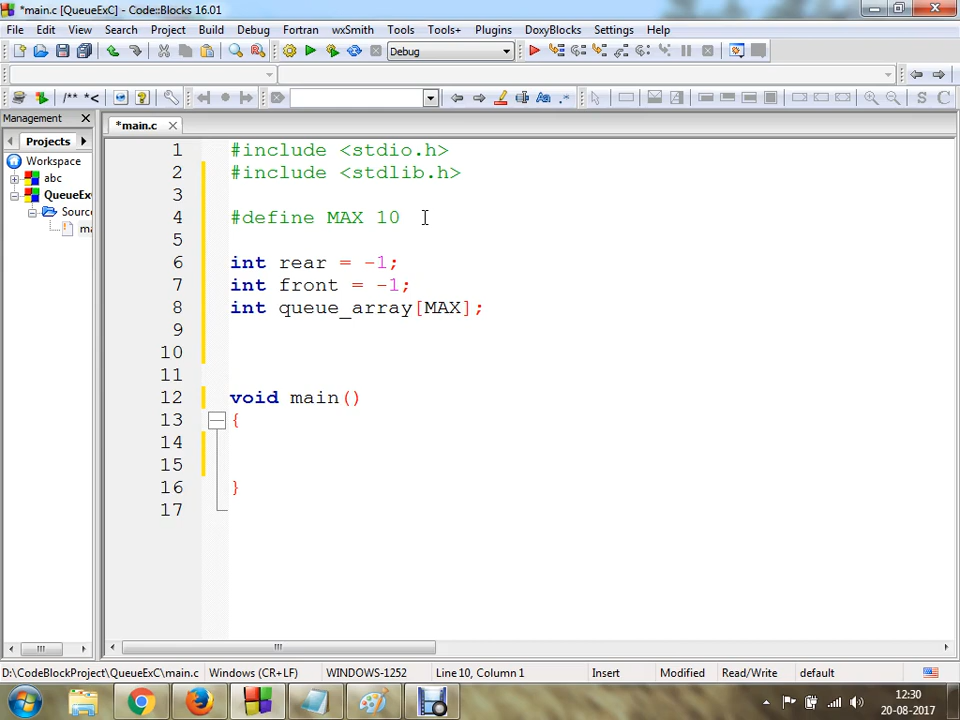 *main.c [QueueExC] - Code::Blocks 16.01
File Edit View Search Project Build Debug Fortran wxSmith Tools Tools+ Plugins DoxyBlocks Settings Help
Debug
/** *<
Management
*main.c
Projects
Workspace
abc
QueueExC
Sourc
ma
1 #include <stdio.h>
2 #include <stdlib.h>
3
4 #define MAX 10
5
6 int rear = -1;
7 int front = -1;
8 int queue_array[MAX];
9
10
11
12 void main()
13 {
14
15
16 }
17
D:\CodeBlockProject\QueueExC\main.c Windows (CR+LF) WINDOWS-1252 Line 10, Column 1 Insert Modified Read/Write default
12:30
20-08-2017